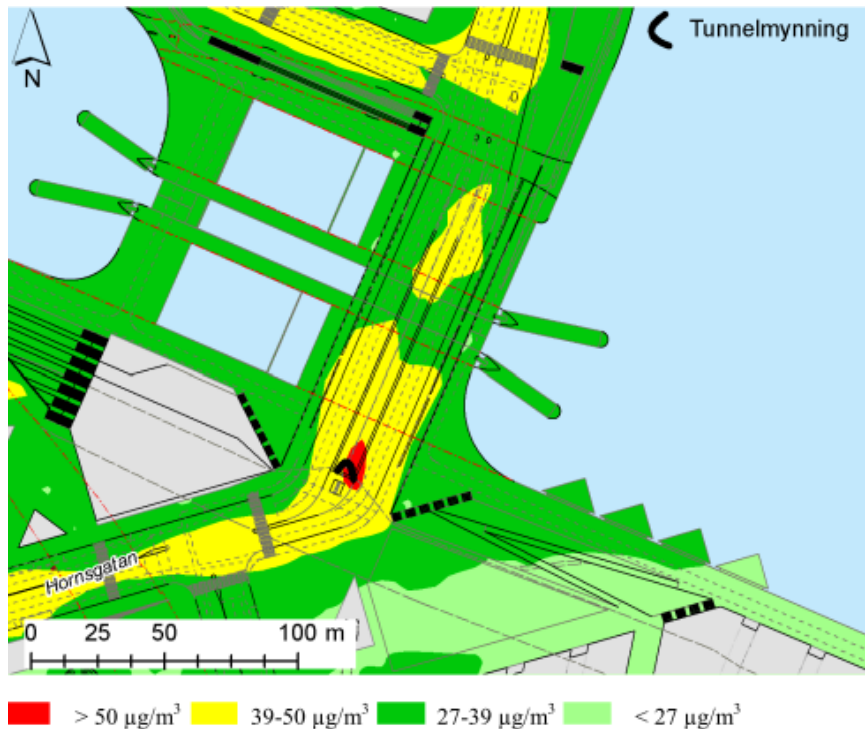 Tunnelmynning
N
Hornsgatan
0 25 50 100 m
> 50 µg/m³ 39-50 µg/m³ 27-39 µg/m³ < 27 µg/m³